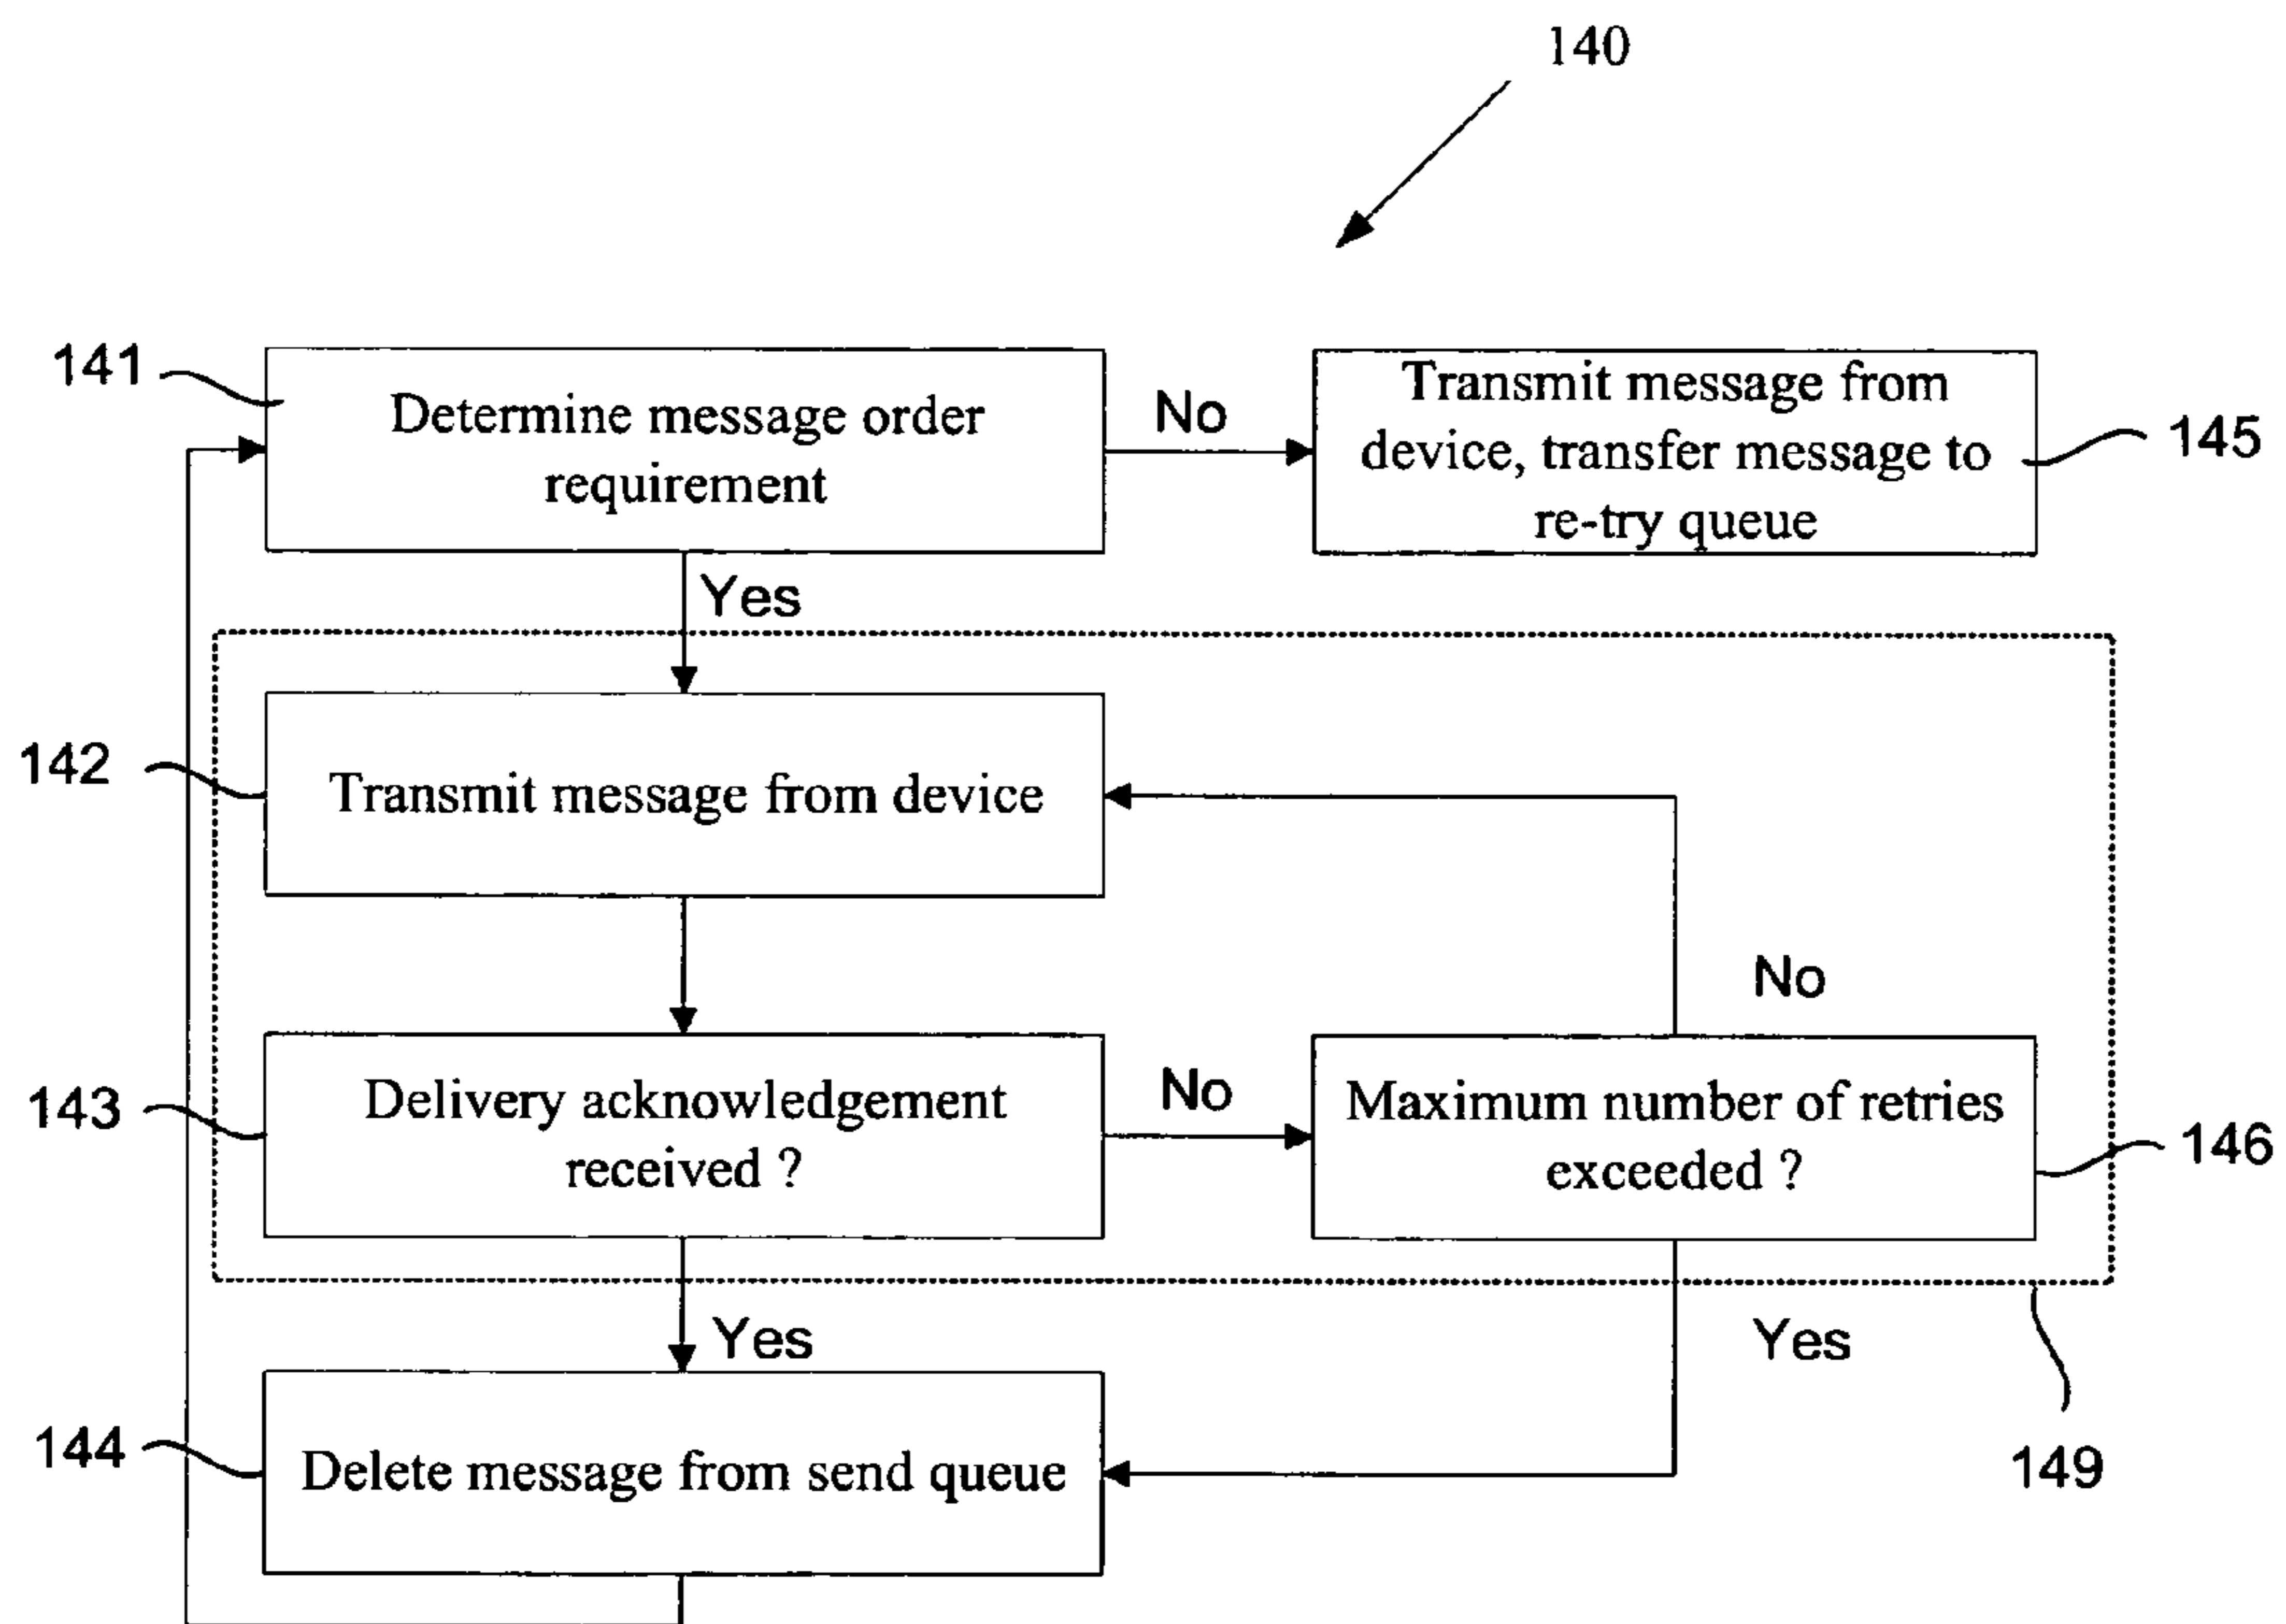 140
141
Determine message order
requirement
No
Transmit message from
device, transfer message to
re-try queue
145
Yes
142
Transmit message from device
No
143
Delivery acknowledgement
received ?
No
Maximum number of retries
exceeded ?
146
Yes
Yes
144
Delete message from send queue
149